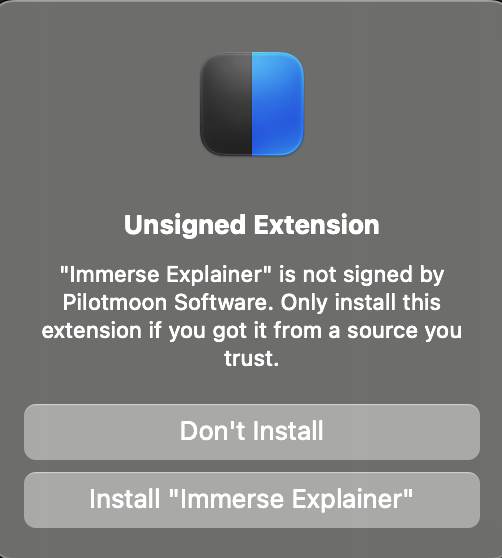 Unsigned Extension
"Immerse Explainer" is not signed by
Pilotmoon Software. Only install this
extension if you got it from a source you
trust.
Don't Install
Install "Immerse Explainer"